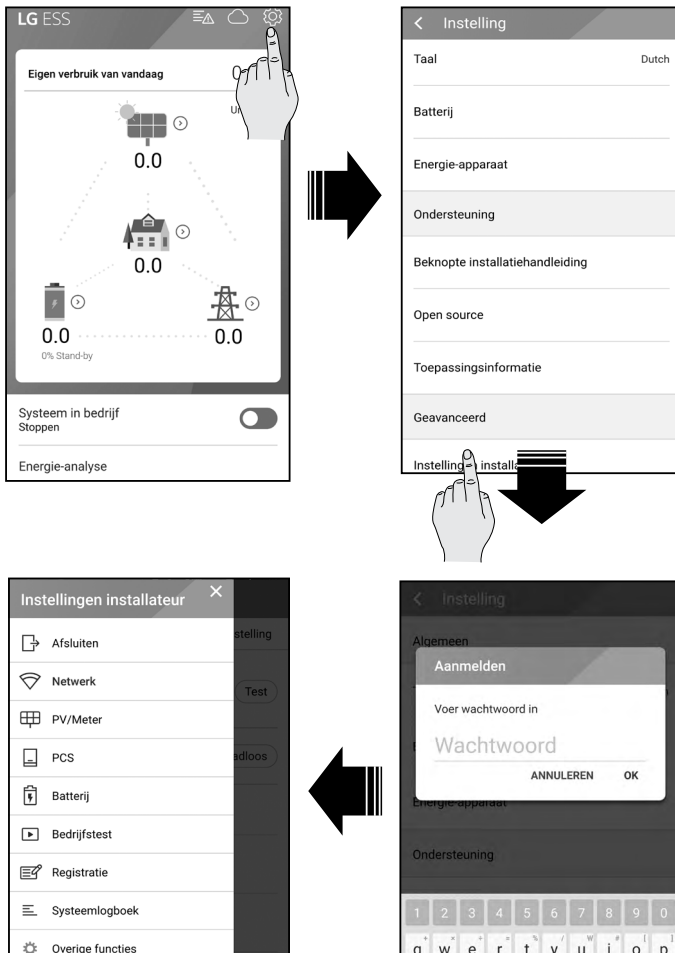 LG ESS
Eigen verbruik van vandaag
0.0
0.0
0.0
0.0
0% Stand-by
Systeem in bedrijf
Stoppen
Energie-analyse
Instelling
Taal Dutch
Batterij
Energie-apparaat
Ondersteuning
Beknopte installatiehandleiding
Open source
Toepassingsinformatie
Geavanceerd
Instelling
Algemeen
Aanmelden
Voer wachtwoord in
Wachtwoord
ANNULEREN OK
Energie-apparaat
Ondersteuning
1 2 3 4 5 6 7 8 9 0
q w e r t y u i o p
Instellingen installateur
Afsluiten
Netwerk
Test
PV/Meter
PCS
Batterij
Bedrijfstest
Registratie
Systeemlogboek
Overige functies